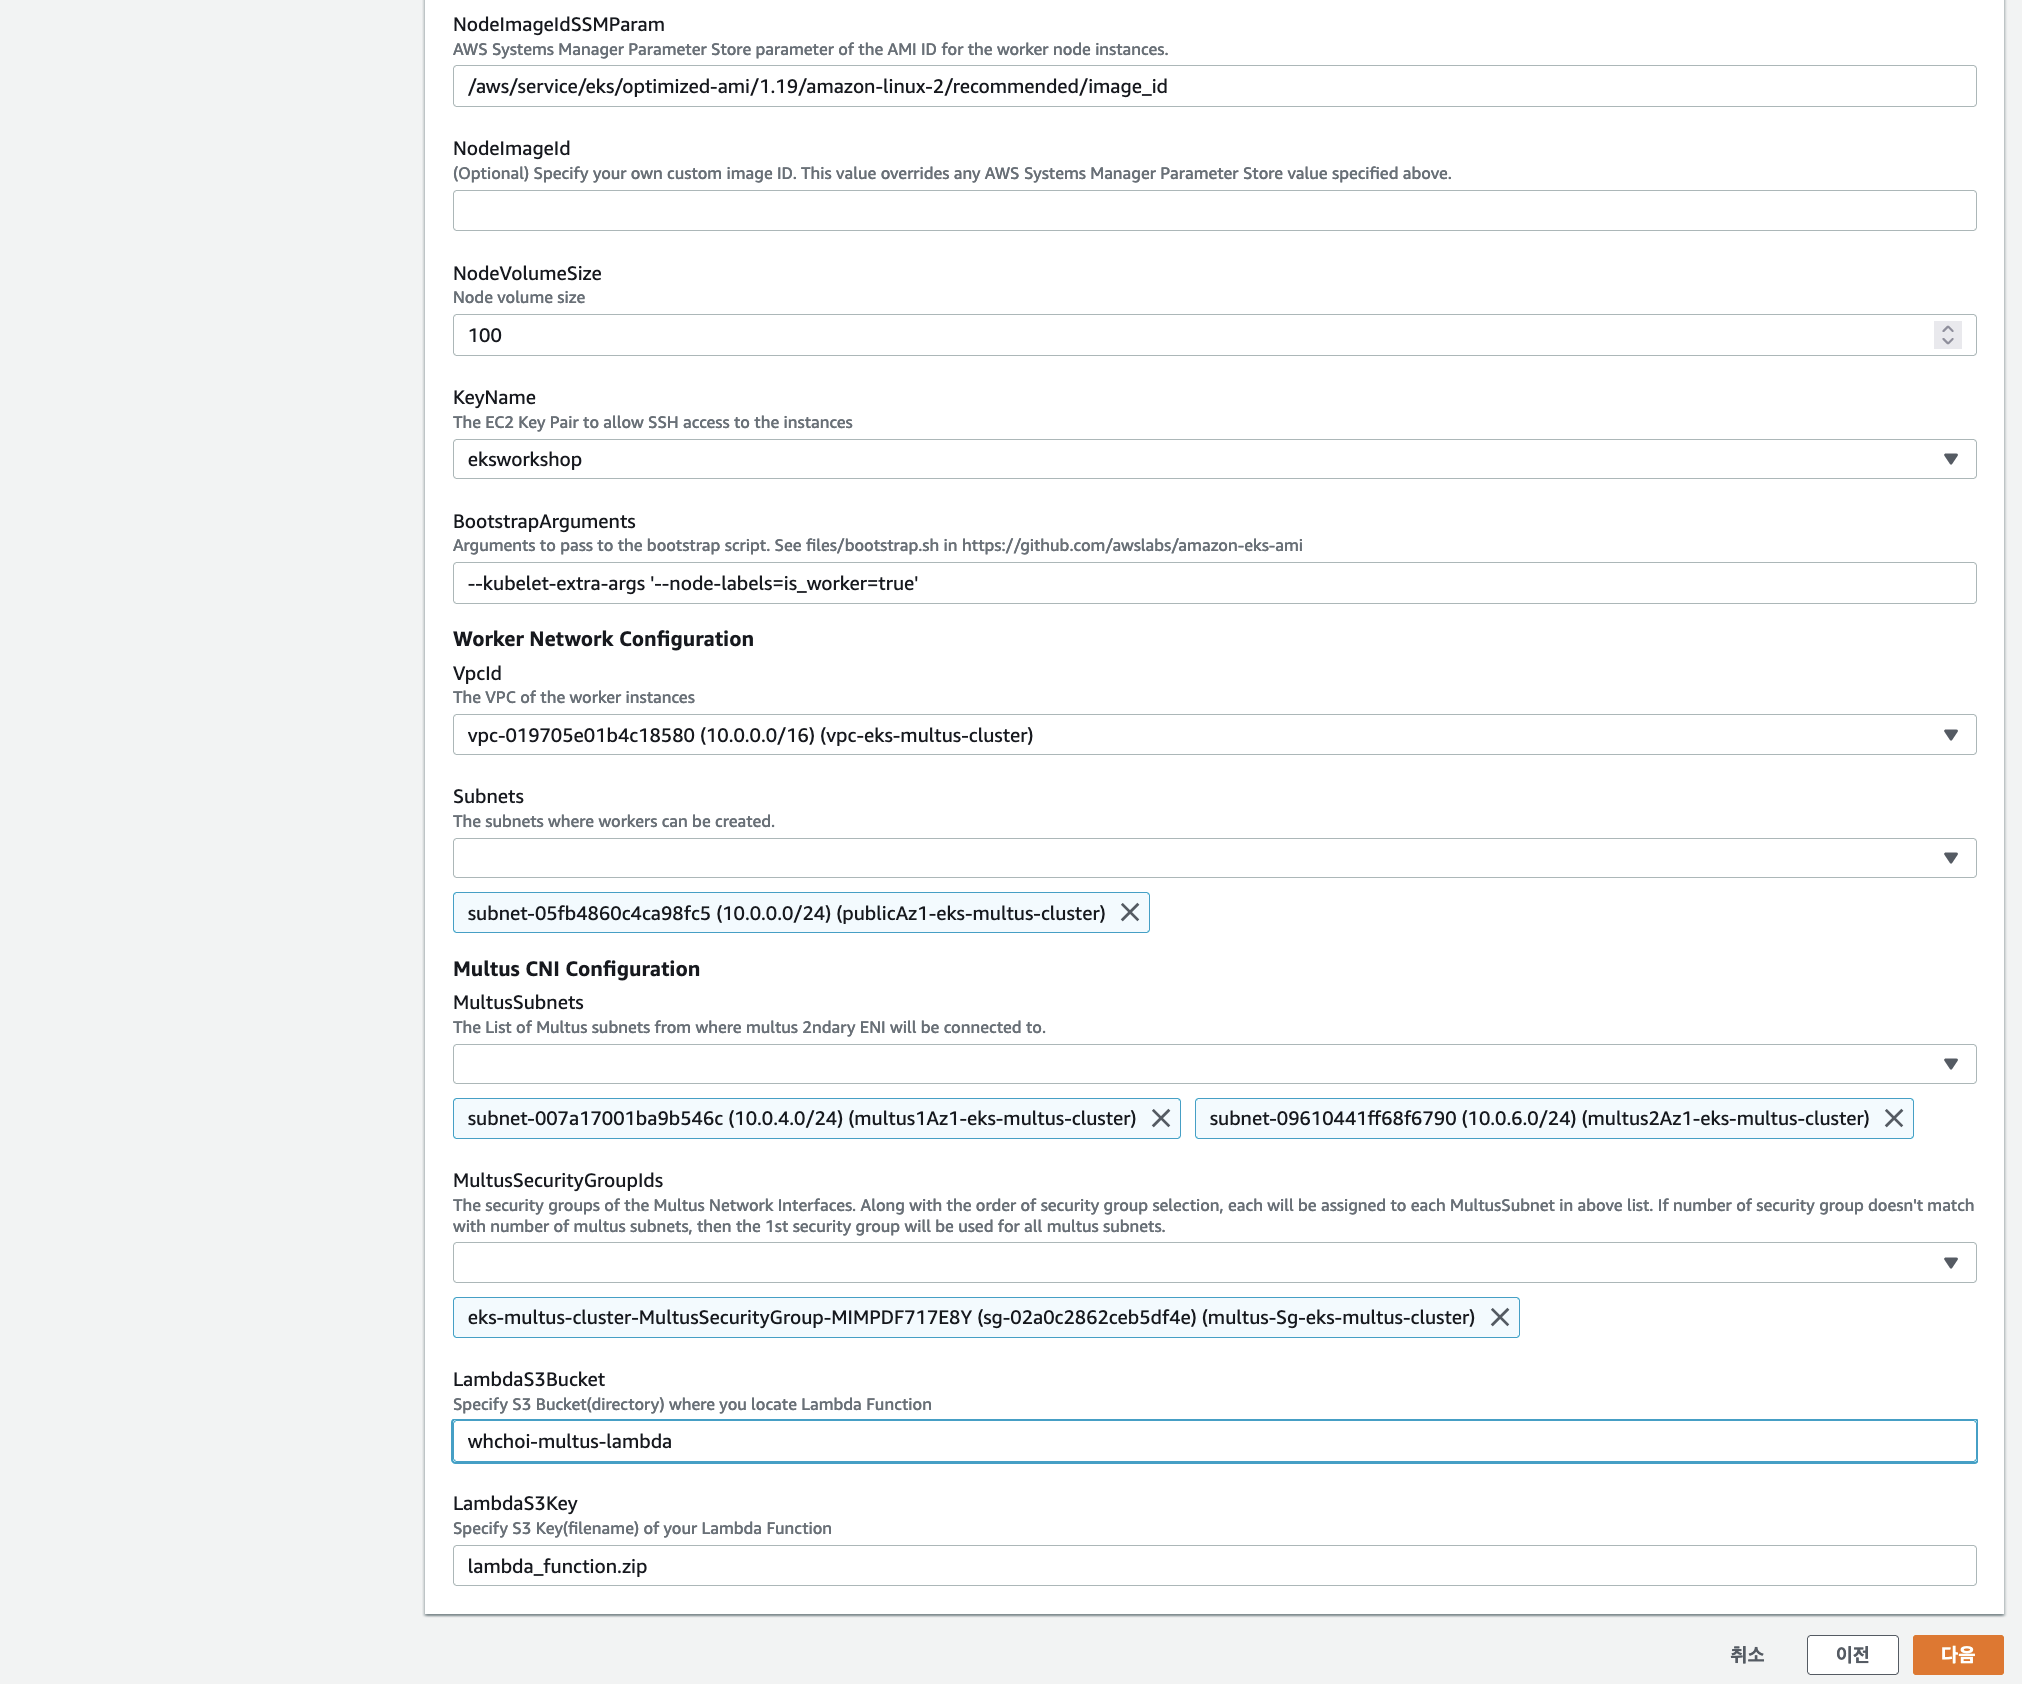 NodeImageIdSSMParam
AWS Systems Manager Parameter Store parameter of the AMI ID for the worker node instances.
/aws/service/eks/optimized-ami/1.19/amazon-linux-2/recommended/image_id
NodeImageId
(Optional) Specify your own custom image ID. This value overrides any AWS Systems Manager Parameter Store value specified above.
NodeVolumeSize
Node volume size
100
KeyName
The EC2 Key Pair to allow SSH access to the instances
eksworkshop
BootstrapArguments
Arguments to pass to the bootstrap script. See files/bootstrap.sh in https://github.com/awslabs/amazon-eks-ami
--kubelet-extra-args '--node-labels=is_worker=true'
Worker Network Configuration
VpcId
The VPC of the worker instances
vpc-019705e01b4c18580 (10.0.0.0/16) (vpc-eks-multus-cluster)
Subnets
The subnets where workers can be created.
subnet-05fb4860c4ca98fc5 (10.0.0.0/24) (publicAz1-eks-multus-cluster)
Multus CNI Configuration
MultusSubnets
The List of Multus subnets from where multus 2ndary ENI will be connected to.
subnet-007a17001ba9b546c (10.0.4.0/24) (multus1Az1-eks-multus-cluster) subnet-09610441ff68f6790 (10.0.6.0/24) (multus2Az1-eks-multus-cluster)
MultusSecurityGroupIds
The security groups of the Multus Network Interfaces. Along with the order of security group selection, each will be assigned to each MultusSubnet in above list. If number of security group doesn't match
with number of multus subnets, then the 1st security group will be used for all multus subnets.
eks-multus-cluster-MultusSecurityGroup-MIMPDF717E8Y (sg-02a0c2862ceb5df4e) (multus-Sg-eks-multus-cluster)
LambdaS3Bucket
Specify S3 Bucket(directory) where you locate Lambda Function
whchoi-multus-lambda
LambdaS3Key
Specify S3 Key(filename) of your Lambda Function
lambda_function.zip
취소 이전 다음